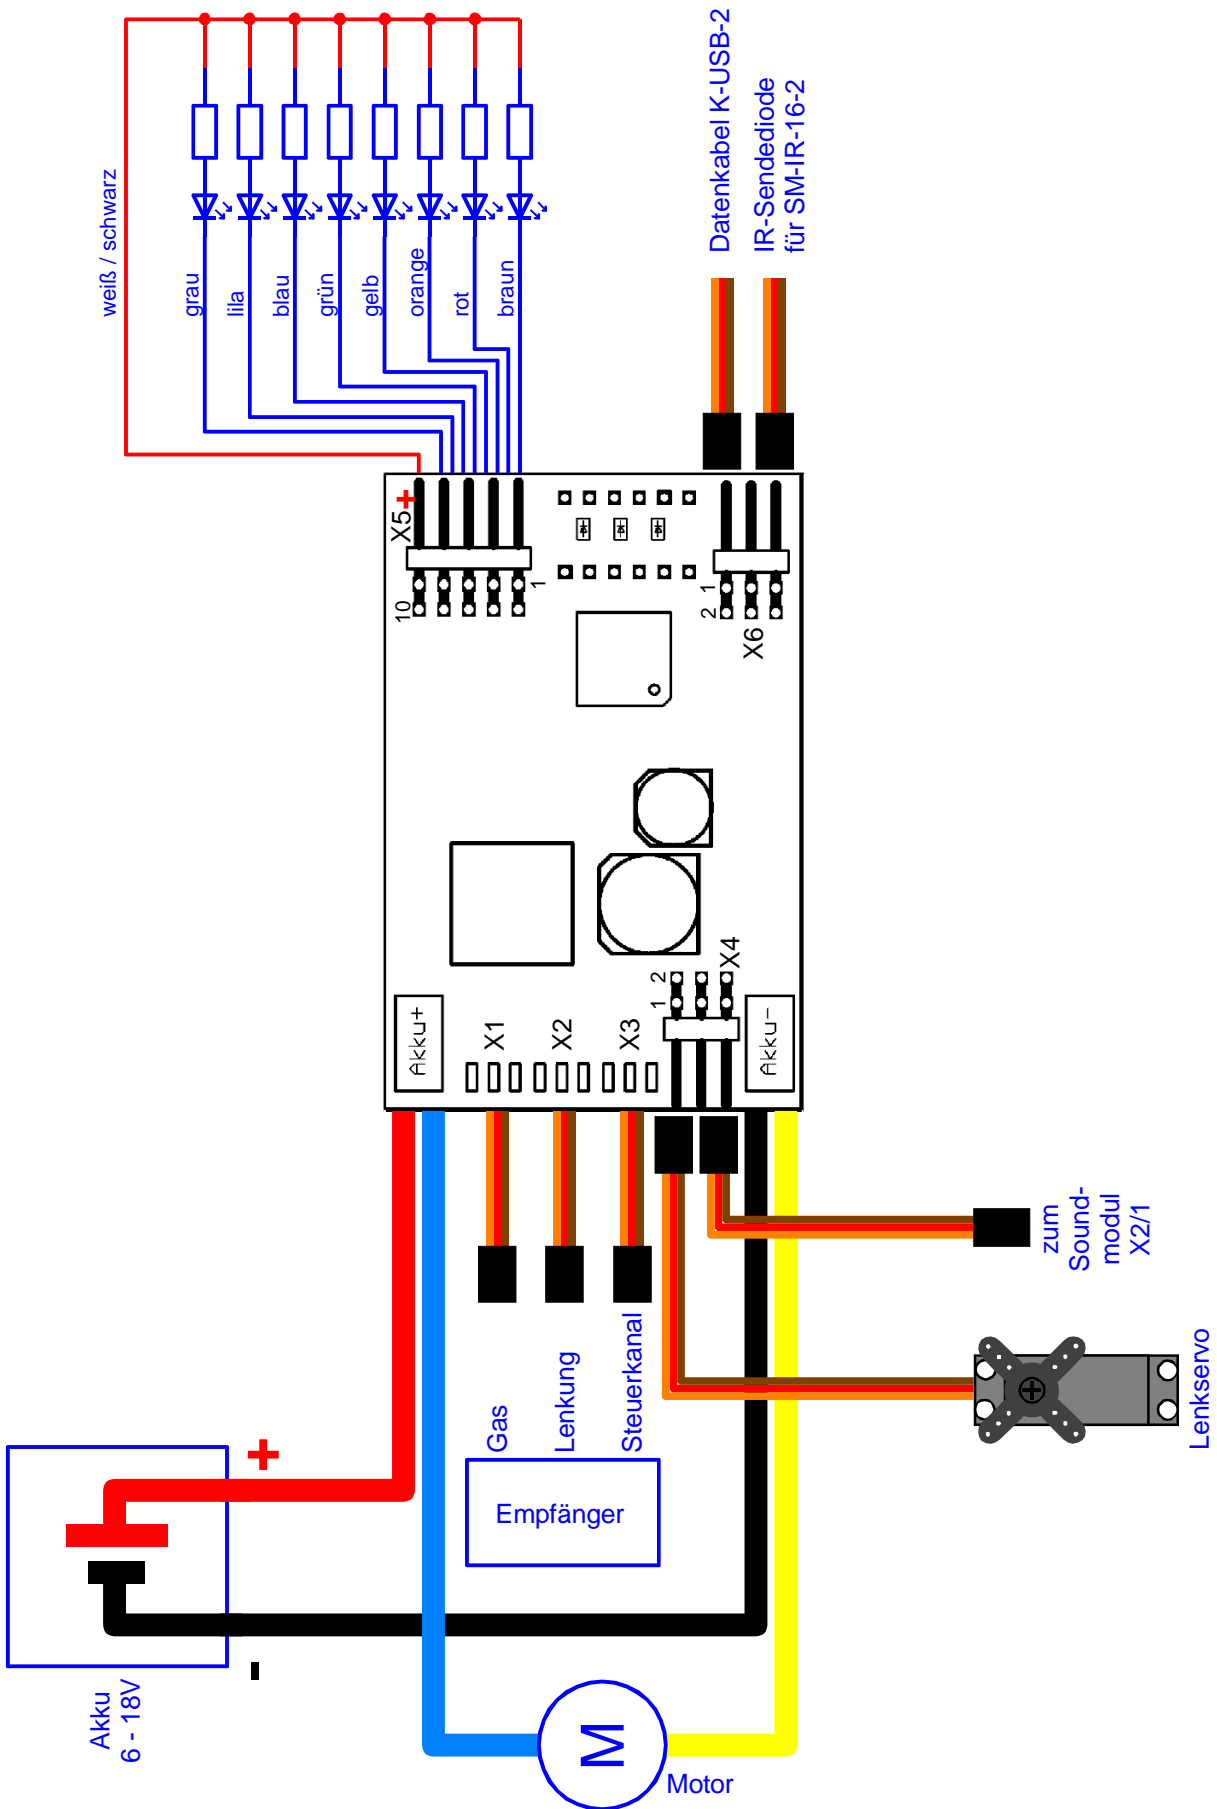 weiß / schwarz
grau
lila
blau
grün
gelb
orange
rot
braun
Datenkabel K-USB-2
IR-Sendediode
für SM-IR-16-2
X5
+
10
1
2
1
X6
Akku+
X1
X2
X3
1
2
X4
Akku-
Gas
Lenkung
Steuerkanal
Empfänger
zum
Sound-
modul
X2/1
Lenkservo
+
-
Akku
6 - 18V
M
Motor